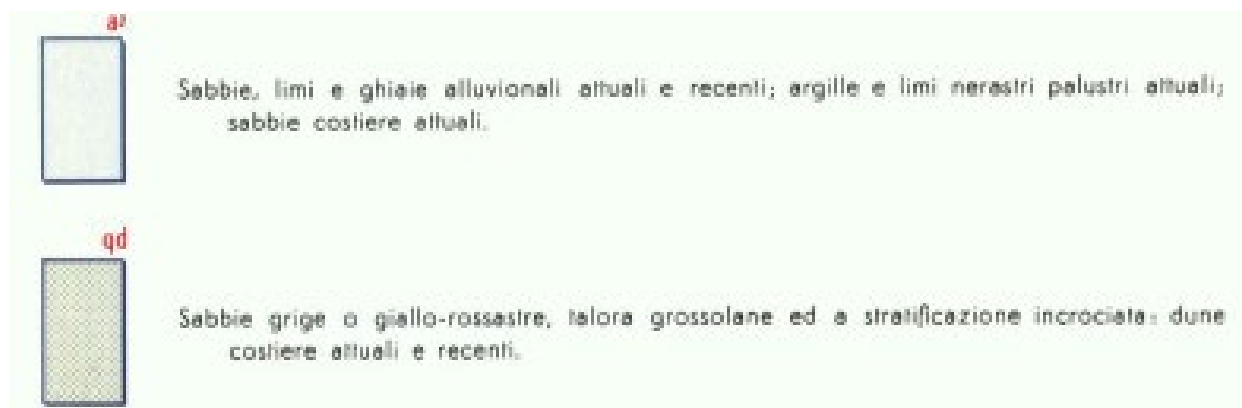 a²
Sabbie, limi e ghiaie alluvionali attuali e recenti; argille e limi nerastri palustri attuali;
sabbie costiere attuali.
qd
Sabbie grige o giallo-rossastre, talora grossolane ed a stratificazione incrociata: dune
costiere attuali e recenti.